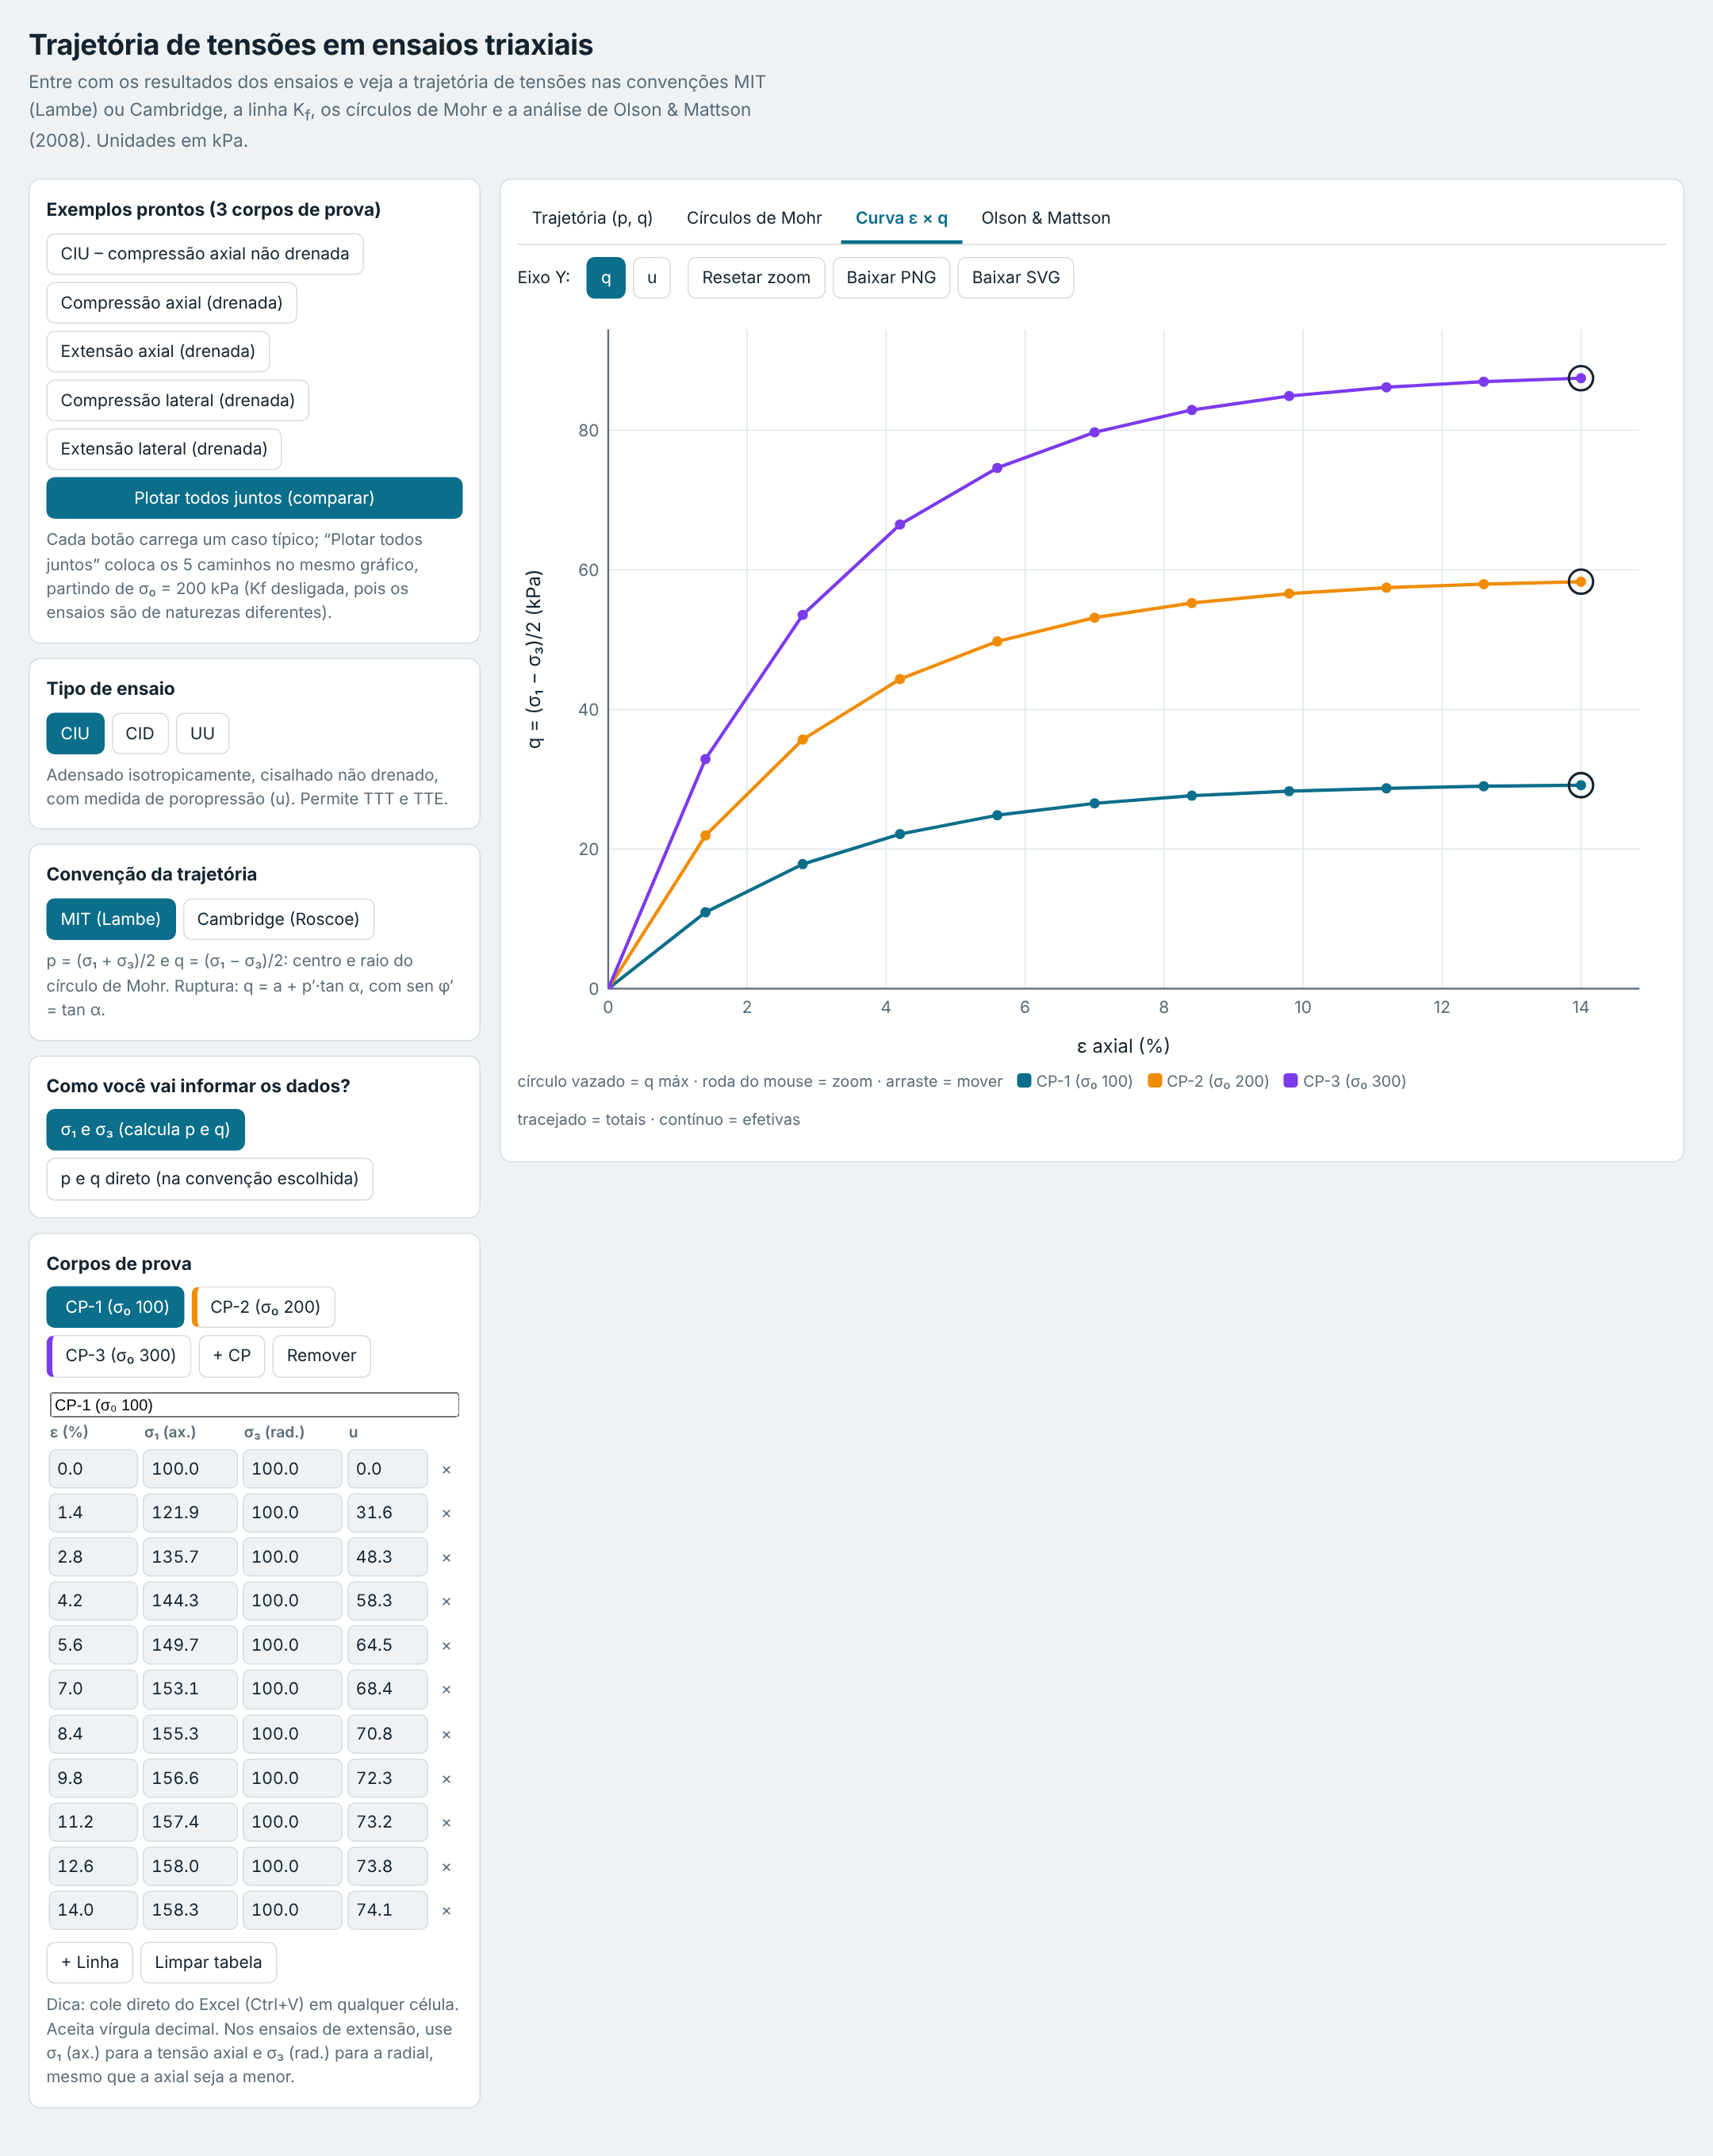 Trajetória de tensões em ensaios triaxiais
Entre com os resultados dos ensaios e veja a trajetória de tensões nas convenções MIT
(Lambe) ou Cambridge, a linha Kf, os círculos de Mohr e a análise de Olson & Mattson
(2008). Unidades em kPa.
Exemplos prontos (3 corpos de prova)
CIU – compressão axial não drenada
Compressão axial (drenada)
Extensão axial (drenada)
Compressão lateral (drenada)
Extensão lateral (drenada)
Plotar todos juntos (comparar)
Cada botão carrega um caso típico; “Plotar todos
juntos” coloca os 5 caminhos no mesmo gráfico,
partindo de σ₀ = 200 kPa (Kf desligada, pois os
ensaios são de naturezas diferentes).
Tipo de ensaio
CIU CID UU
Adensado isotropicamente, cisalhado não drenado,
com medida de poropressão (u). Permite TTT e TTE.
Convenção da trajetória
MIT (Lambe) Cambridge (Roscoe)
p = (σ₁ + σ₃)/2 e q = (σ₁ − σ₃)/2: centro e raio do
círculo de Mohr. Ruptura: q = a + p′·tan α, com sen φ′
= tan α.
Como você vai informar os dados?
σ₁ e σ₃ (calcula p e q)
p e q direto (na convenção escolhida)
Corpos de prova
CP-1 (σ₀ 100) CP-2 (σ₀ 200)
CP-3 (σ₀ 300) + CP Remover
CP-1 (σ₀ 100)
ε (%) σ₁ (ax.) σ₃ (rad.) u
0.0 100.0 100.0 0.0 ×
1.4 121.9 100.0 31.6 ×
2.8 135.7 100.0 48.3 ×
4.2 144.3 100.0 58.3 ×
5.6 149.7 100.0 64.5 ×
7.0 153.1 100.0 68.4 ×
8.4 155.3 100.0 70.8 ×
9.8 156.6 100.0 72.3 ×
11.2 157.4 100.0 73.2 ×
12.6 158.0 100.0 73.8 ×
14.0 158.3 100.0 74.1 ×
+ Linha Limpar tabela
Dica: cole direto do Excel (Ctrl+V) em qualquer célula.
Aceita vírgula decimal. Nos ensaios de extensão, use
σ₁ (ax.) para a tensão axial e σ₃ (rad.) para a radial,
mesmo que a axial seja a menor.
Trajetória (p, q) Círculos de Mohr Curva ε × q Olson & Mattson
Eixo Y: q u Resetar zoom Baixar PNG Baixar SVG
q = (σ₁ − σ₃)/2 (kPa)
80
60
40
20
0
0 2 4 6 8 10 12 14
ε axial (%)
círculo vazado = q máx · roda do mouse = zoom · arraste = mover CP-1 (σ₀ 100) CP-2 (σ₀ 200) CP-3 (σ₀ 300)
tracejado = totais · contínuo = efetivas